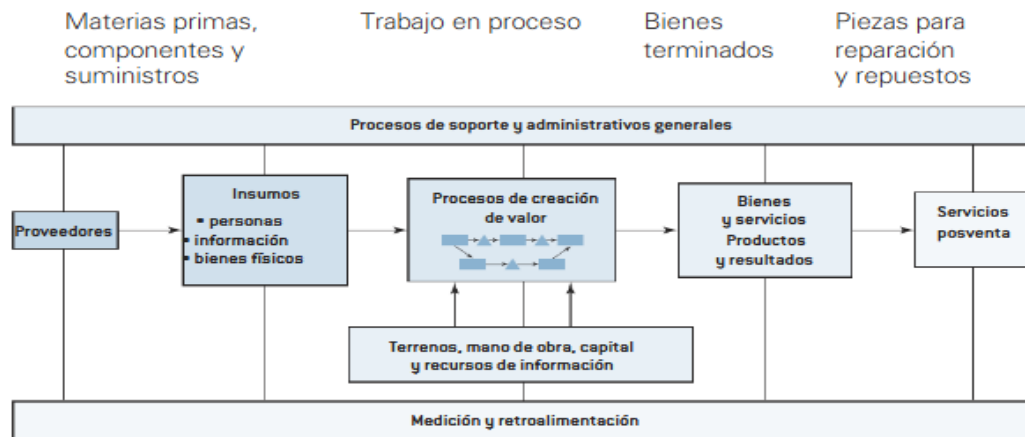 Materias primas,
componentes y
suministros
Trabajo en proceso
Bienes
terminados
Piezas para
reparación
y repuestos
Procesos de soporte y administrativos generales
Proveedores
Insumos
▪ personas
▪ información
▪ bienes físicos
Procesos de creación
de valor
Bienes
y servicios
Productos
y resultados
Servicios
posventa
Terrenos, mano de obra, capital
y recursos de información
Medición y retroalimentación